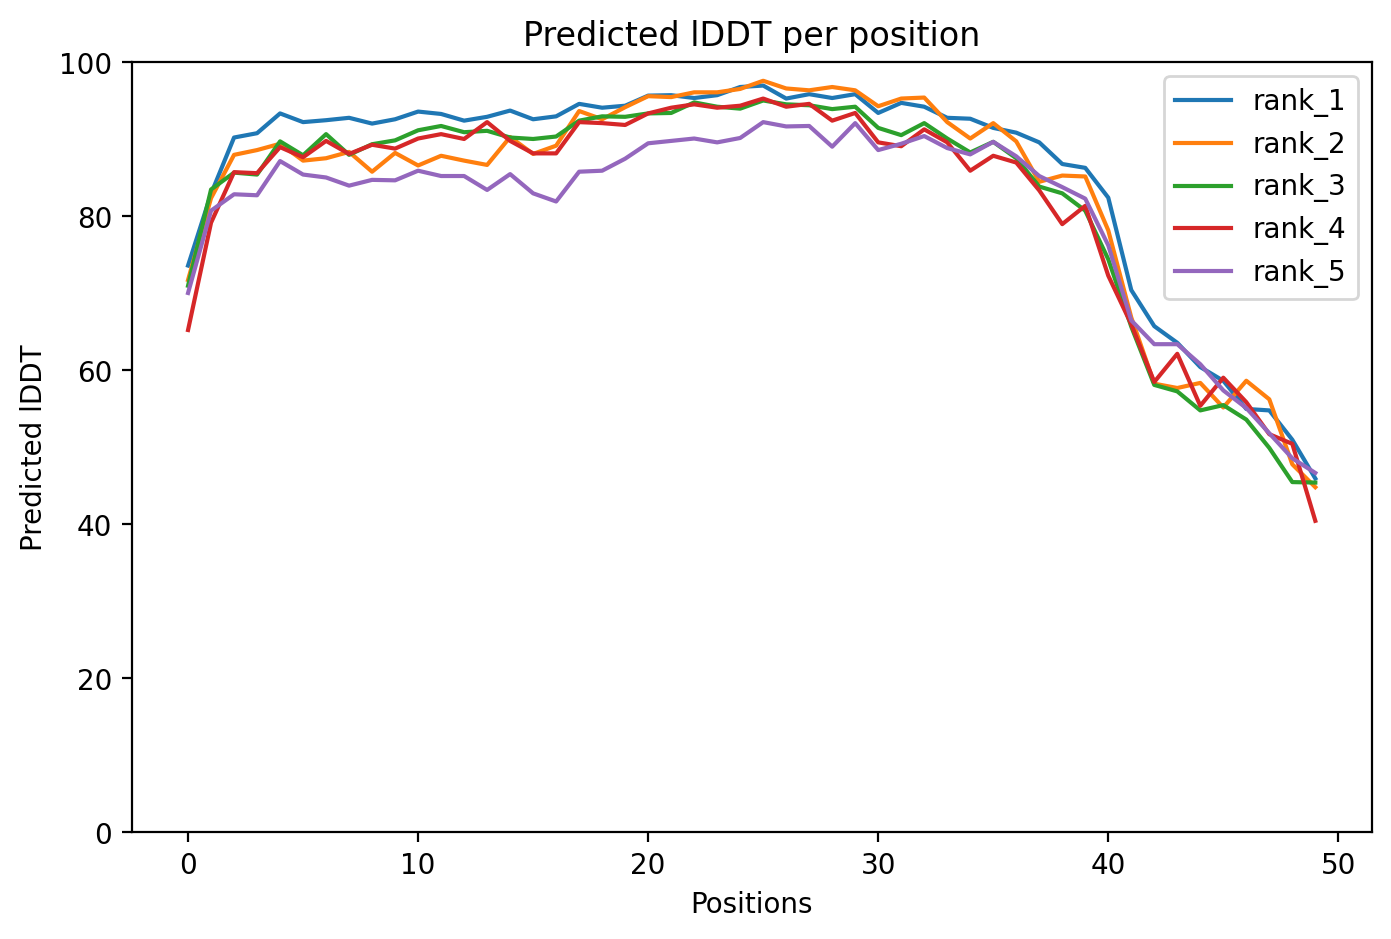 Predicted lDDT per position
100
80
60
40
20
0
Predicted lDDT
0 10 20 30 40 50
Positions
rank_1
rank_2
rank_3
rank_4
rank_5